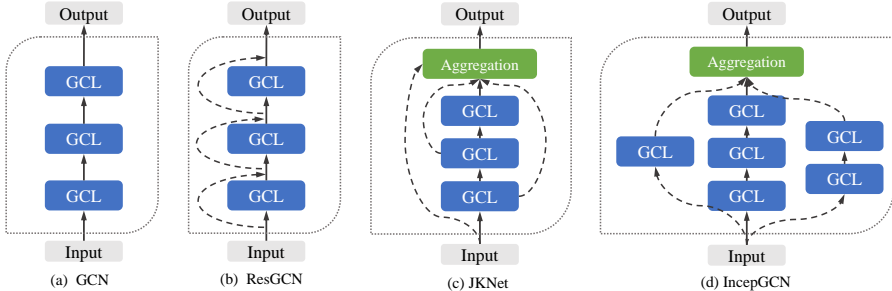 Output
GCL
GCL
GCL
Input
(a) GCN
Output
GCL
GCL
GCL
Input
(b) ResGCN
Output
Aggregation
GCL
GCL
GCL
Input
(c) JKNet
Output
Aggregation
GCL
GCL
GCL
GCL
GCL
GCL
Input
(d) IncepGCN